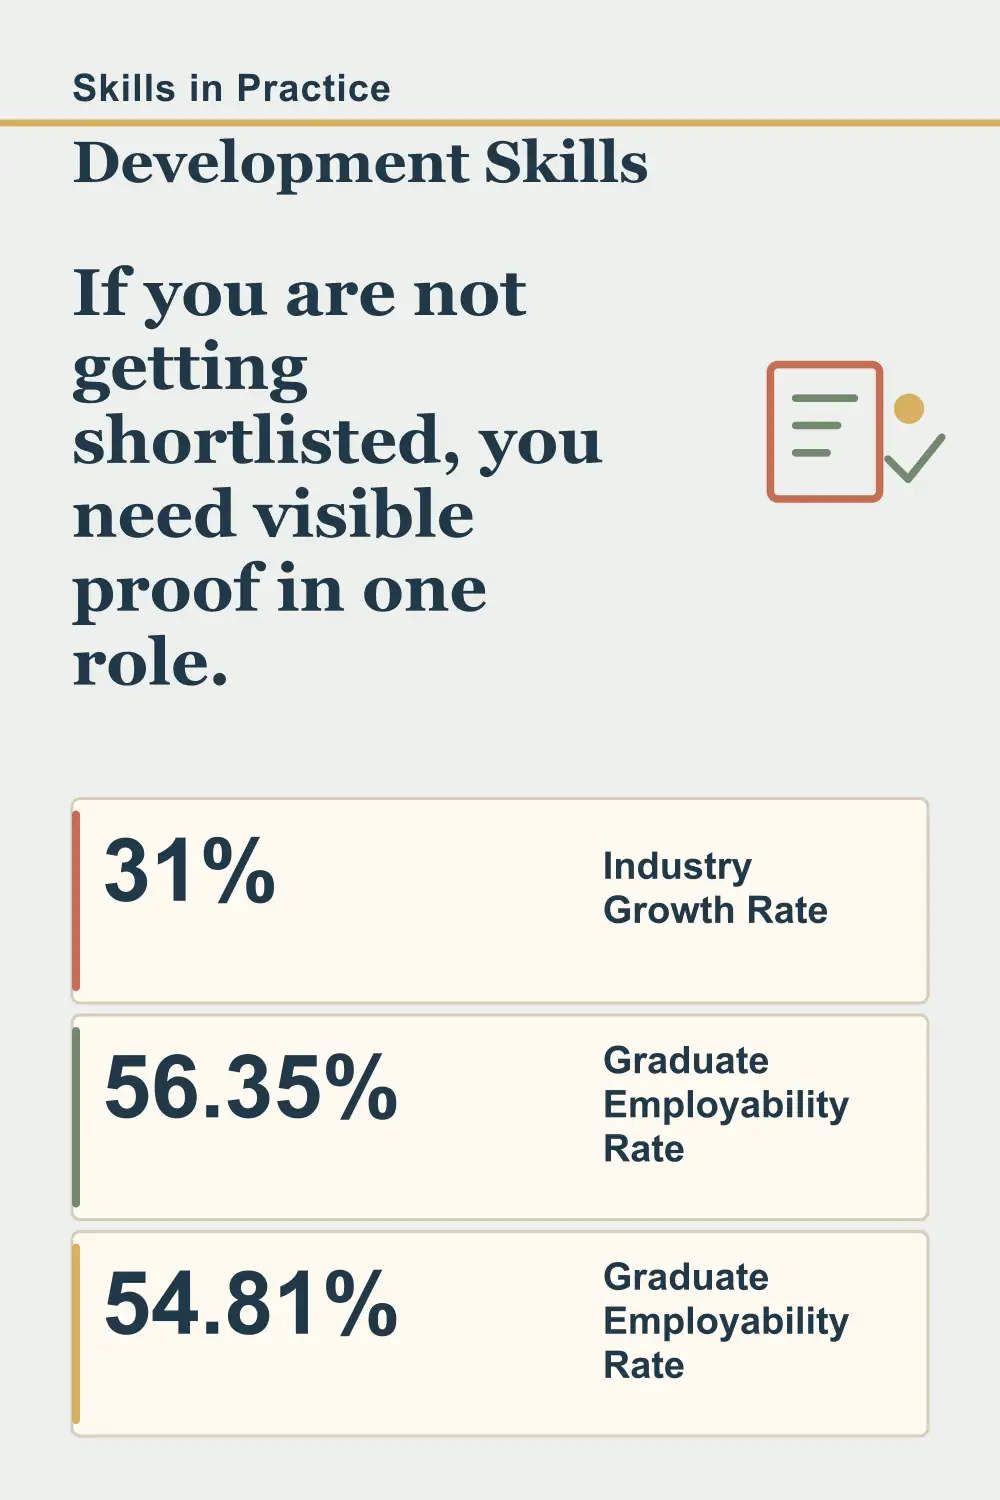 Skills in Practice
Development Skills
If you are not
getting
shortlisted, you
need visible
proof in one
role.
31%
Industry
Growth Rate
56.35%
Graduate
Employability
Rate
54.81%
Graduate
Employability
Rate